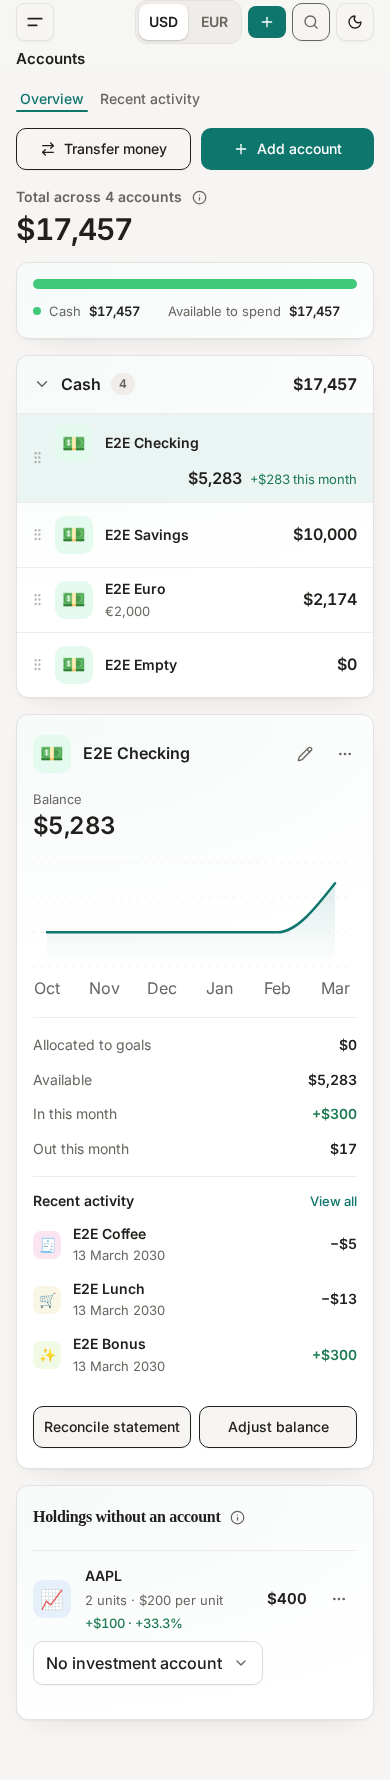 USD EUR
Accounts
Overview Recent activity
Transfer money Add account
Total across 4 accounts
$17,457
Cash $17,457 Available to spend $17,457
Cash 4 $17,457
E2E Checking
$5,283 +$283 this month
E2E Savings $10,000
E2E Euro
€2,000
$2,174
E2E Empty $0
E2E Checking
Balance
$5,283
Oct Nov Dec Jan Feb Mar
Allocated to goals $0
Available $5,283
In this month +$300
Out this month $17
Recent activity View all
E2E Coffee
13 March 2030
−$5
E2E Lunch
13 March 2030
−$13
E2E Bonus
13 March 2030
+$300
Reconcile statement Adjust balance
Holdings without an account
AAPL
2 units · $200 per unit
+$100 · +33.3%
$400
No investment account